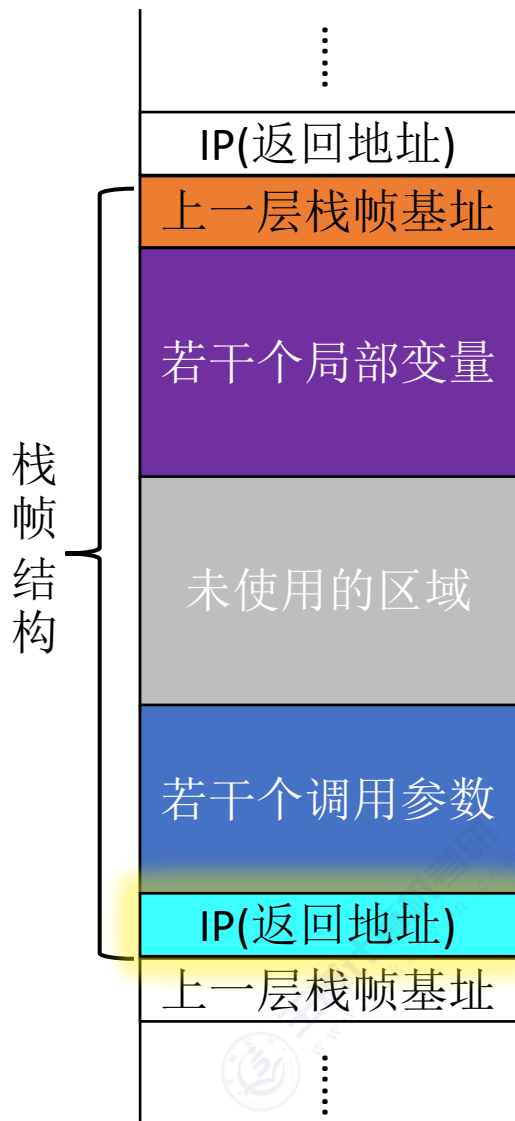 ……
IP(返回地址)
上一层栈帧基址
若干个局部变量
栈帧结构
未使用的区域
若干个调用参数
IP(返回地址)
上一层栈帧基址
……